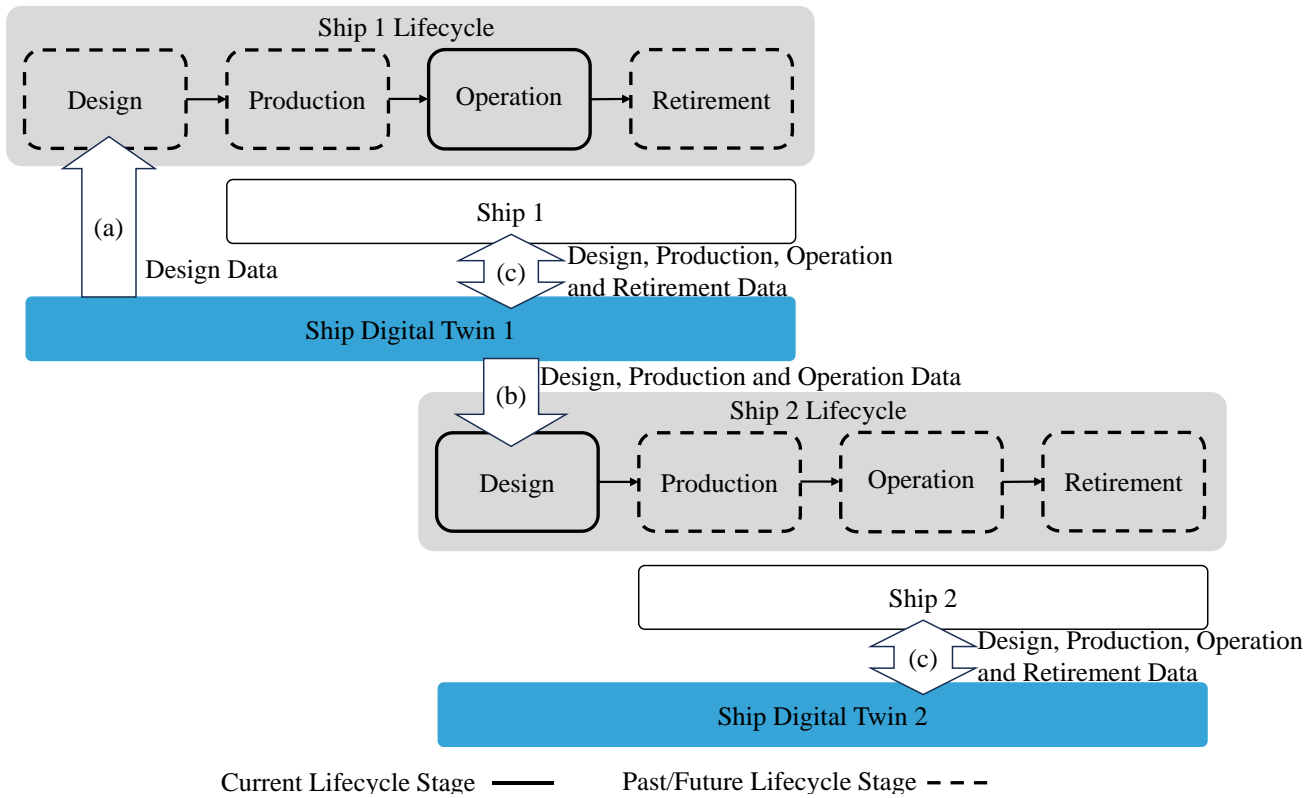 Ship 1 Lifecycle
Design
Production
Operation
Retirement
(a)
Design Data
Ship 1
(c)
Design, Production, Operation
and Retirement Data
Ship Digital Twin 1
(b)
Design, Production and Operation Data
Ship 2 Lifecycle
Design
Production
Operation
Retirement
Ship 2
(c)
Design, Production, Operation
and Retirement Data
Ship Digital Twin 2
Current Lifecycle Stage
Past/Future Lifecycle Stage